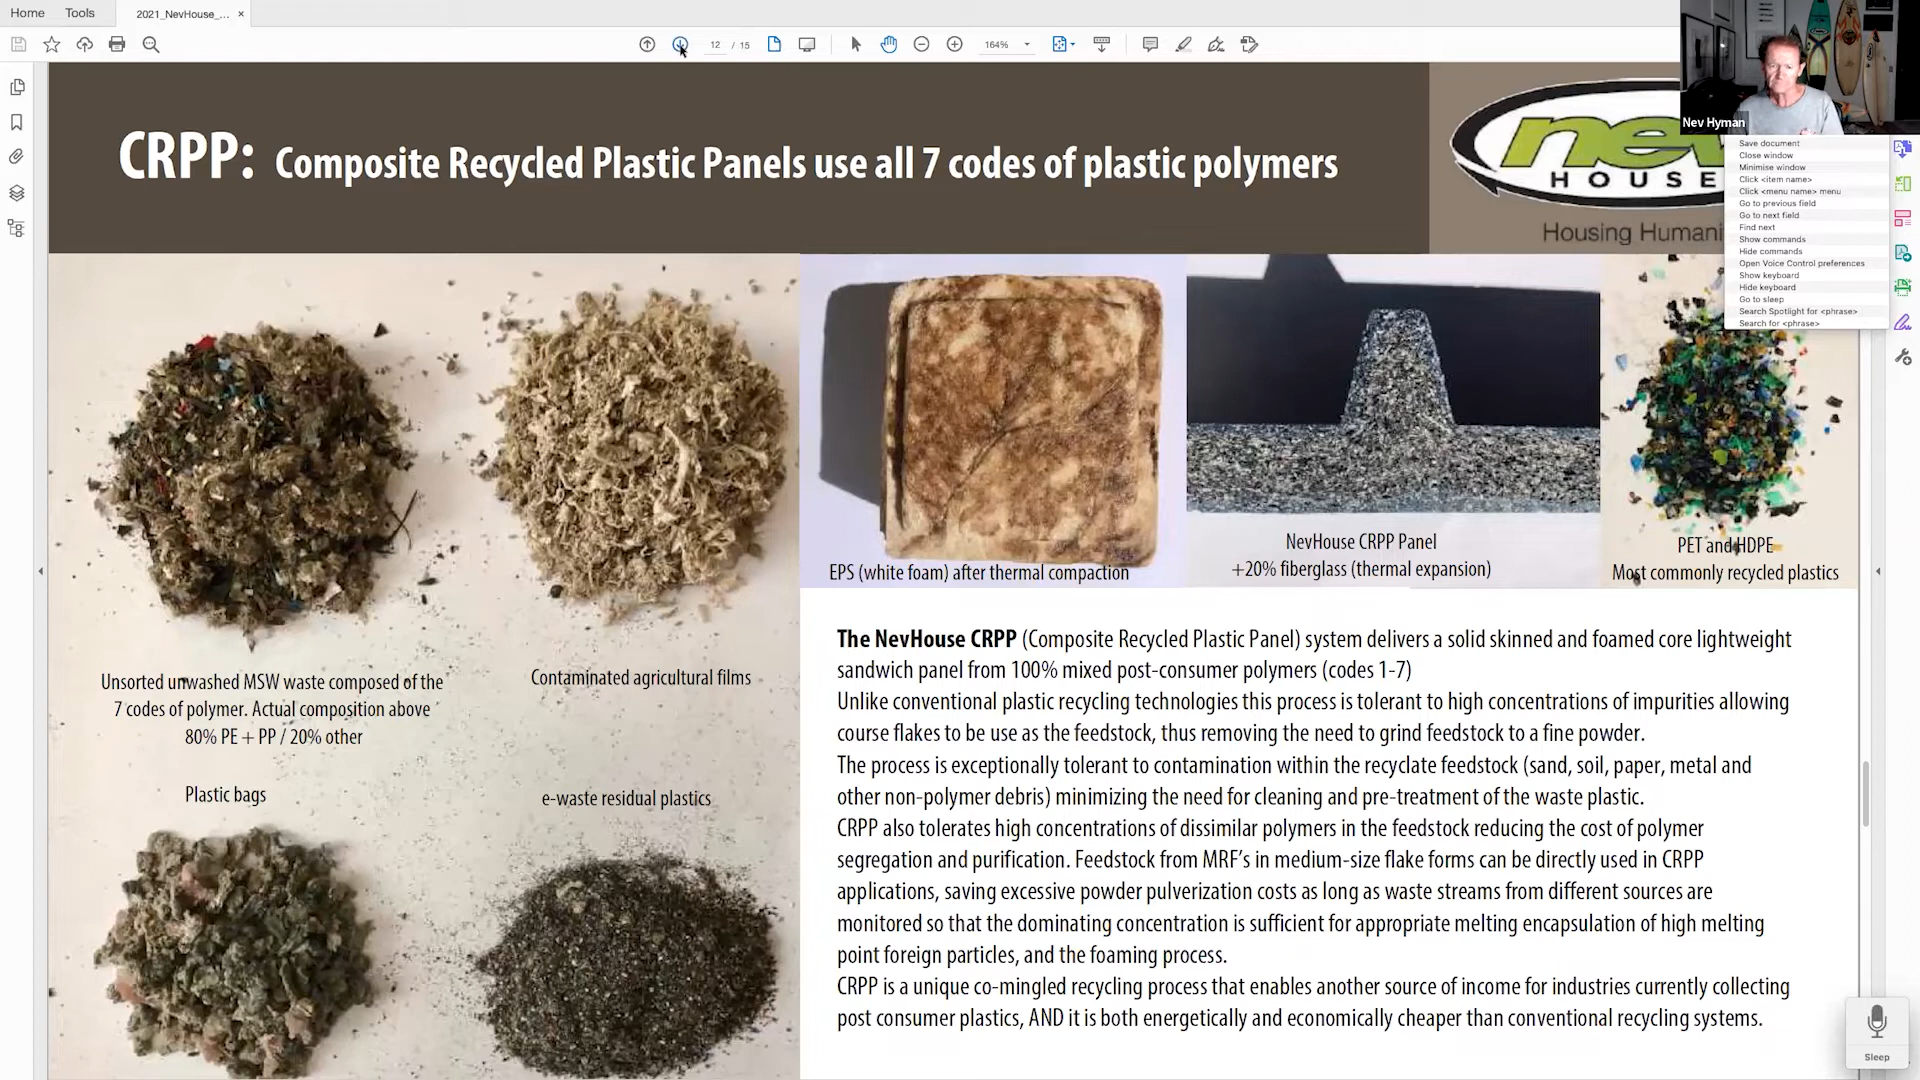 Home
Tools
2021_NevHouse_...
12 / 15
164%
Nev Hyman
CRPP: Composite Recycled Plastic Panels use all 7 codes of plastic polymers
nev
HOUSE
Housing Humani
Save document
Close window
Minimise window
Click <item name>
Click <menu name> menu
Go to previous field
Go to next field
Find next
Show commands
Hide commands
Open Voice Control preferences
Show keyboard
Hide keyboard
Go to sleep
Search Spotlight for <phrase>
Search for <phrase>
EPS (white foam) after thermal compaction
NevHouse CRPP Panel
+20% fiberglass (thermal expansion)
PET and HDPE
Most commonly recycled plastics
Unsorted unwashed MSW waste composed of the
7 codes of polymer. Actual composition above
80% PE + PP / 20% other
Contaminated agricultural films
Plastic bags
e-waste residual plastics
The NevHouse CRPP (Composite Recycled Plastic Panel) system delivers a solid skinned and foamed core lightweight
sandwich panel from 100% mixed post-consumer polymers (codes 1-7)
Unlike conventional plastic recycling technologies this process is tolerant to high concentrations of impurities allowing
course flakes to be use as the feedstock, thus removing the need to grind feedstock to a fine powder.
The process is exceptionally tolerant to contamination within the recyclate feedstock (sand, soil, paper, metal and
other non-polymer debris) minimizing the need for cleaning and pre-treatment of the waste plastic.
CRPP also tolerates high concentrations of dissimilar polymers in the feedstock reducing the cost of polymer
segregation and purification. Feedstock from MRF's in medium-size flake forms can be directly used in CRPP
applications, saving excessive powder pulverization costs as long as waste streams from different sources are
monitored so that the dominating concentration is sufficient for appropriate melting encapsulation of high melting
point foreign particles, and the foaming process.
CRPP is a unique co-mingled recycling process that enables another source of income for industries currently collecting
post consumer plastics, AND it is both energetically and economically cheaper than conventional recycling systems.
Sleep